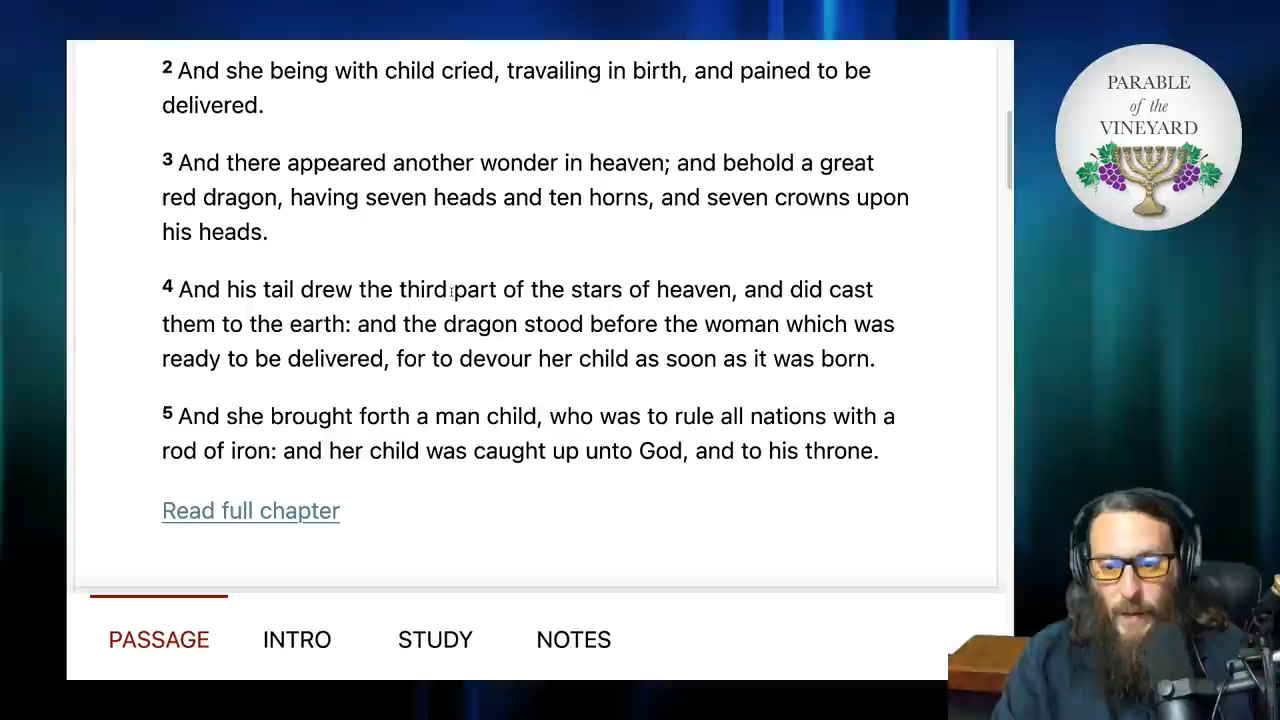 2 And she being with child cried, travailing in birth, and pained to be
delivered.
3 And there appeared another wonder in heaven; and behold a great
red dragon, having seven heads and ten horns, and seven crowns upon
his heads.
4 And his tail drew the third part of the stars of heaven, and did cast
them to the earth: and the dragon stood before the woman which was
ready to be delivered, for to devour her child as soon as it was born.
5 And she brought forth a man child, who was to rule all nations with a
rod of iron: and her child was caught up unto God, and to his throne.
Read full chapter
PASSAGE INTRO STUDY NOTES
PARABLE
of the
VINEYARD